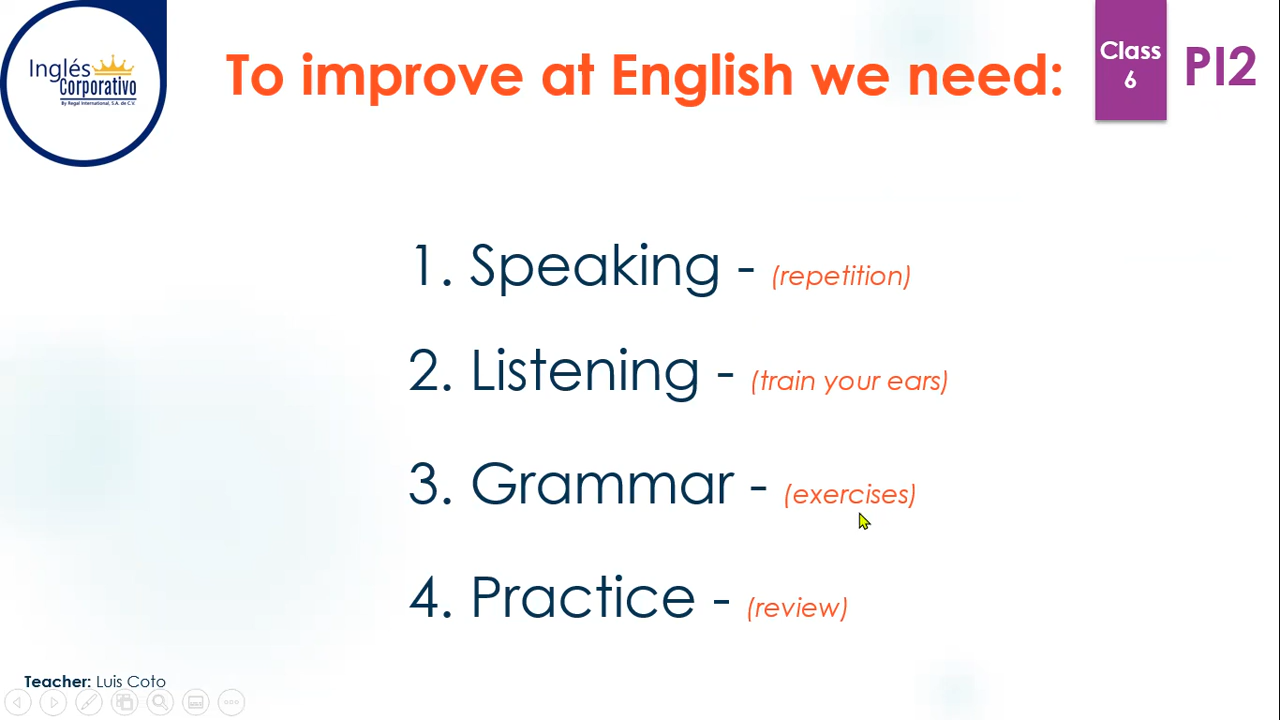 Inglés
Corporativo
By Regal International, S.A. de C.V.
To improve at English we need:
Class
6
PI2
1. Speaking - (repetition)
2. Listening - (train your ears)
3. Grammar - (exercises)
4. Practice - (review)
Teacher: Luis Coto